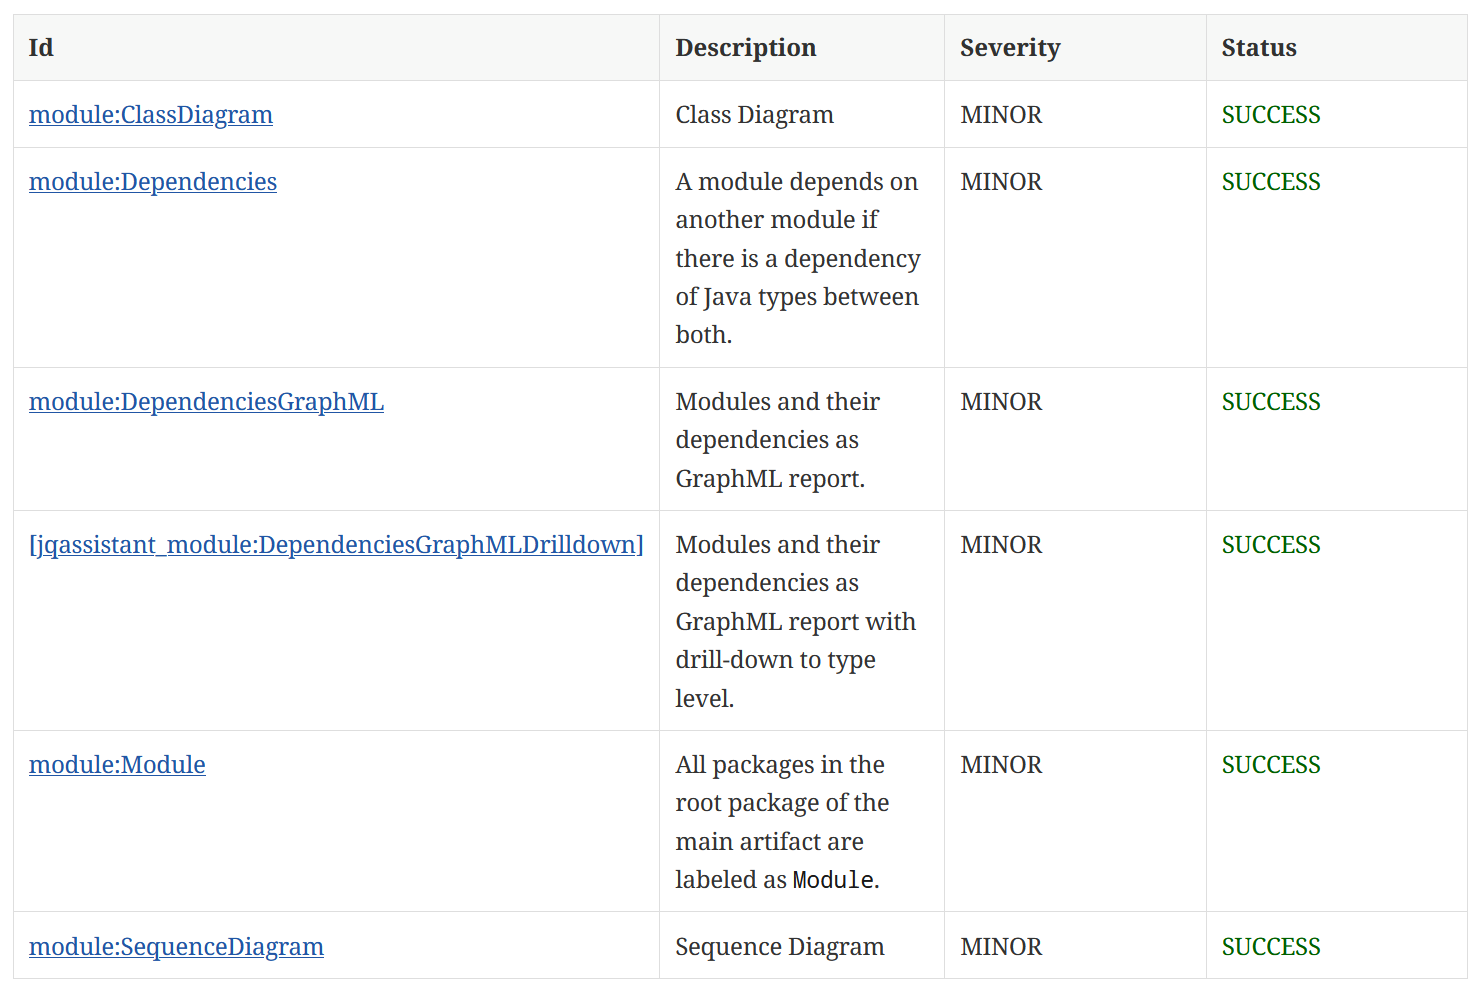 Id Description Severity Status
module:ClassDiagram Class Diagram MINOR SUCCESS
module:Dependencies A module depends on MINOR SUCCESS
another module if
there is a dependency
of Java types between
both.
module:DependenciesGraphML Modules and their MINOR SUCCESS
dependencies as
GraphML report.
[jqassistant_module:DependenciesGraphMLDrilldown] Modules and their MINOR SUCCESS
dependencies as
GraphML report with
drill-down to type
level.
module:Module All packages in the MINOR SUCCESS
root package of the
main artifact are
labeled as Module.
module:SequenceDiagram Sequence Diagram MINOR SUCCESS